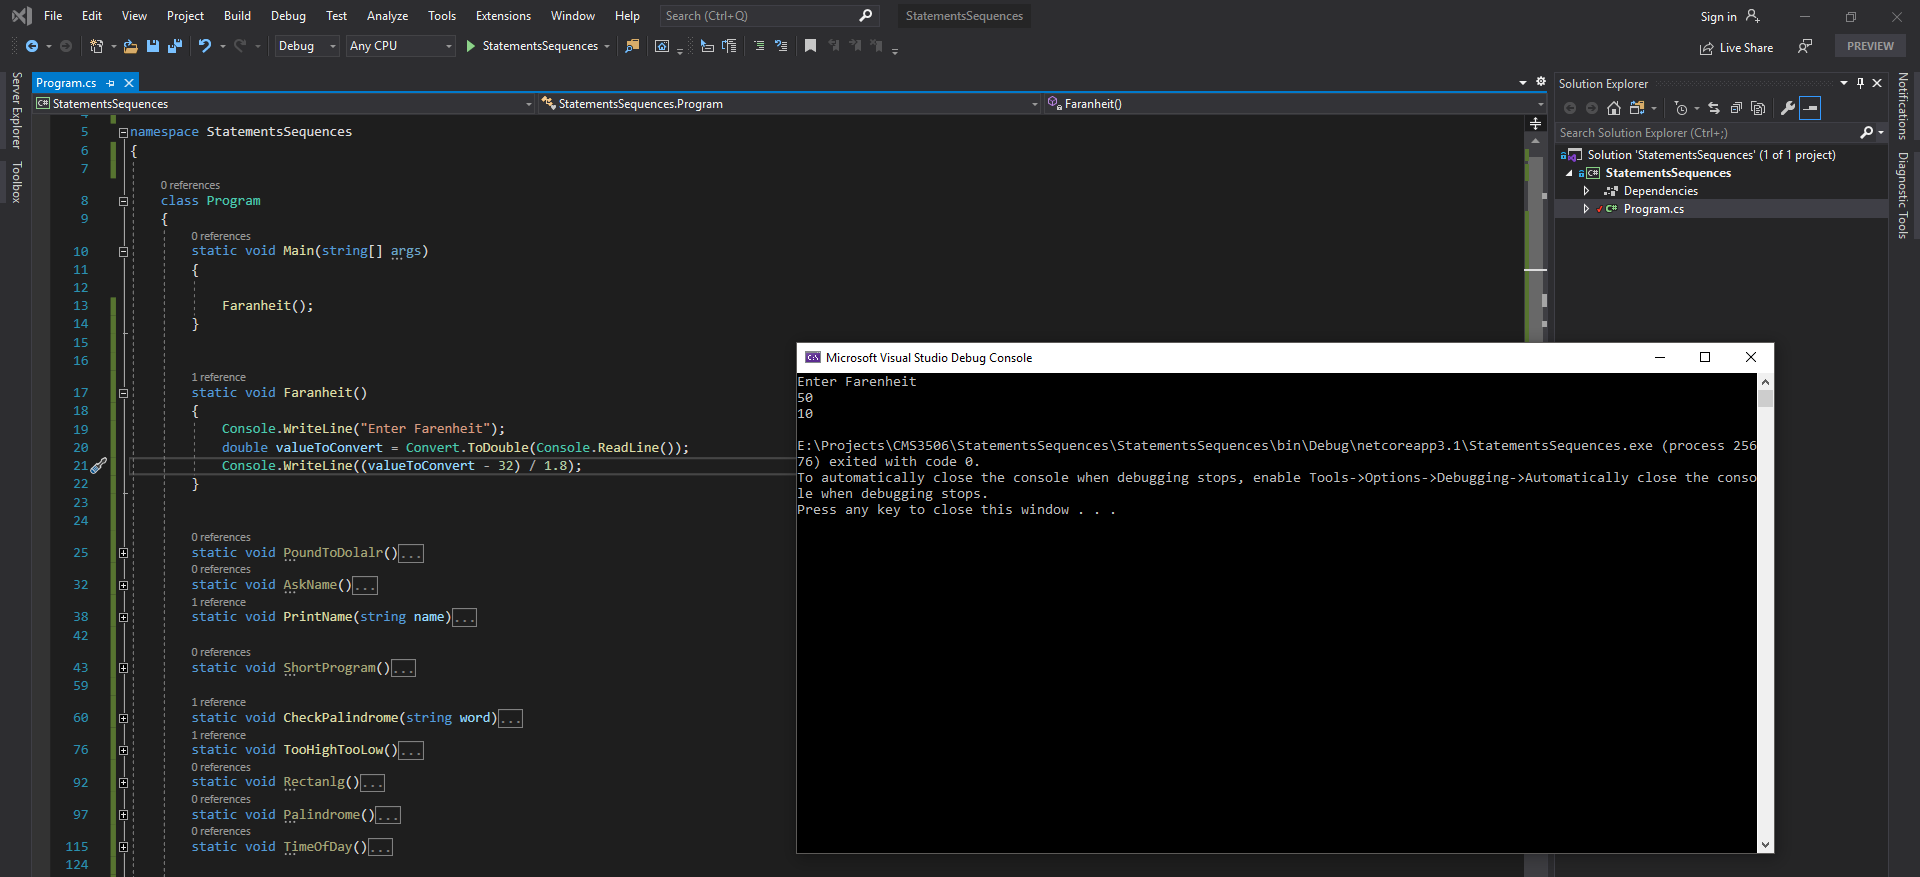 File Edit View Project Build Debug Test Analyze Tools Extensions Window Help Search (Ctrl+Q) StatementsSequences Sign in
Debug Any CPU StatementsSequences Live Share PREVIEW
Server Explorer
Toolbox
Program.cs
C# StatementsSequences StatementsSequences.Program Faranheit()
4
5 namespace StatementsSequences
6 {
7
0 references
8 class Program
9 {
0 references
10 static void Main(string[] args)
11 {
12
13 Faranheit();
14 }
15
16
1 reference
17 static void Faranheit()
18 {
19 Console.WriteLine("Enter Farenheit");
20 double valueToConvert = Convert.ToDouble(Console.ReadLine());
21 Console.WriteLine((valueToConvert - 32) / 1.8);
22 }
23
24
0 references
25 static void PoundToDolalr()...
0 references
32 static void AskName()...
1 reference
38 static void PrintName(string name)...
42
0 references
43 static void ShortProgram()...
59
1 reference
60 static void CheckPalindrome(string word)...
1 reference
76 static void TooHighTooLow()...
0 references
92 static void Rectanlg()...
0 references
97 static void Palindrome()...
0 references
115 static void TimeOfDay()...
124
Microsoft Visual Studio Debug Console
Enter Farenheit
50
10
E:\Projects\CMS3506\StatementsSequences\StatementsSequences\bin\Debug\netcoreapp3.1\StatementsSequences.exe (process 256
76) exited with code 0.
To automatically close the console when debugging stops, enable Tools->Options->Debugging->Automatically close the conso
le when debugging stops.
Press any key to close this window . . .
Solution Explorer
Search Solution Explorer (Ctrl+;)
Solution 'StatementsSequences' (1 of 1 project)
C# StatementsSequences
Dependencies
C# Program.cs
Notifications
Diagnostic Tools